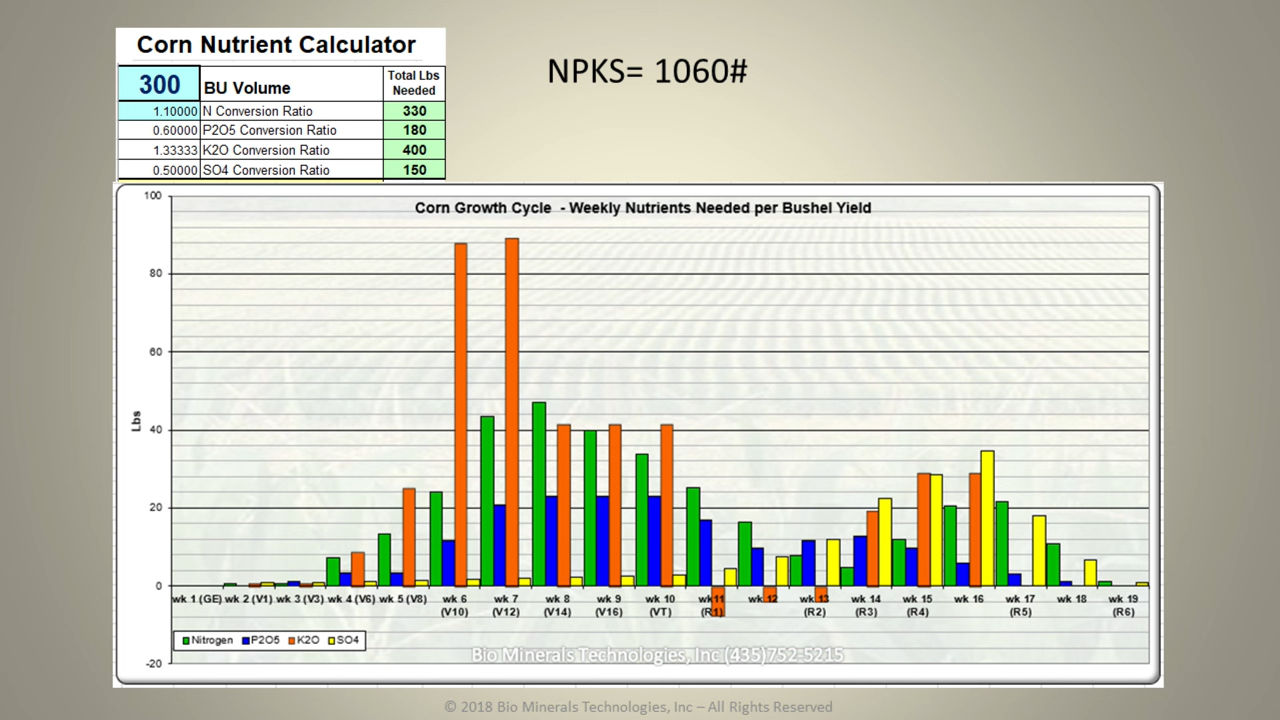 Corn Nutrient Calculator
NPKS= 1060#
300 BU Volume Total Lbs Needed
1.10000 N Conversion Ratio 330
0.60000 P2O5 Conversion Ratio 180
1.33333 K2O Conversion Ratio 400
0.50000 SO4 Conversion Ratio 150
Corn Growth Cycle - Weekly Nutrients Needed per Bushel Yield
100
80
60
40
20
0
-20
Lbs
wk 1 (GE) wk 2 (V1) wk 3 (V3) wk 4 (V6) wk 5 (V8) wk 6 wk 7 wk 8 wk 9 wk 10 wk 11 wk 12 wk 13 wk 14 wk 15 wk 16 wk 17 wk 18 wk 19
(V10) (V12) (V14) (V16) (VT) (R1) (R2) (R3) (R4) (R5) (R6)
Nitrogen P2O5 K2O SO4
Bio Minerals Technologies, Inc (435)752-5215
© 2018 Bio Minerals Technologies, Inc – All Rights Reserved